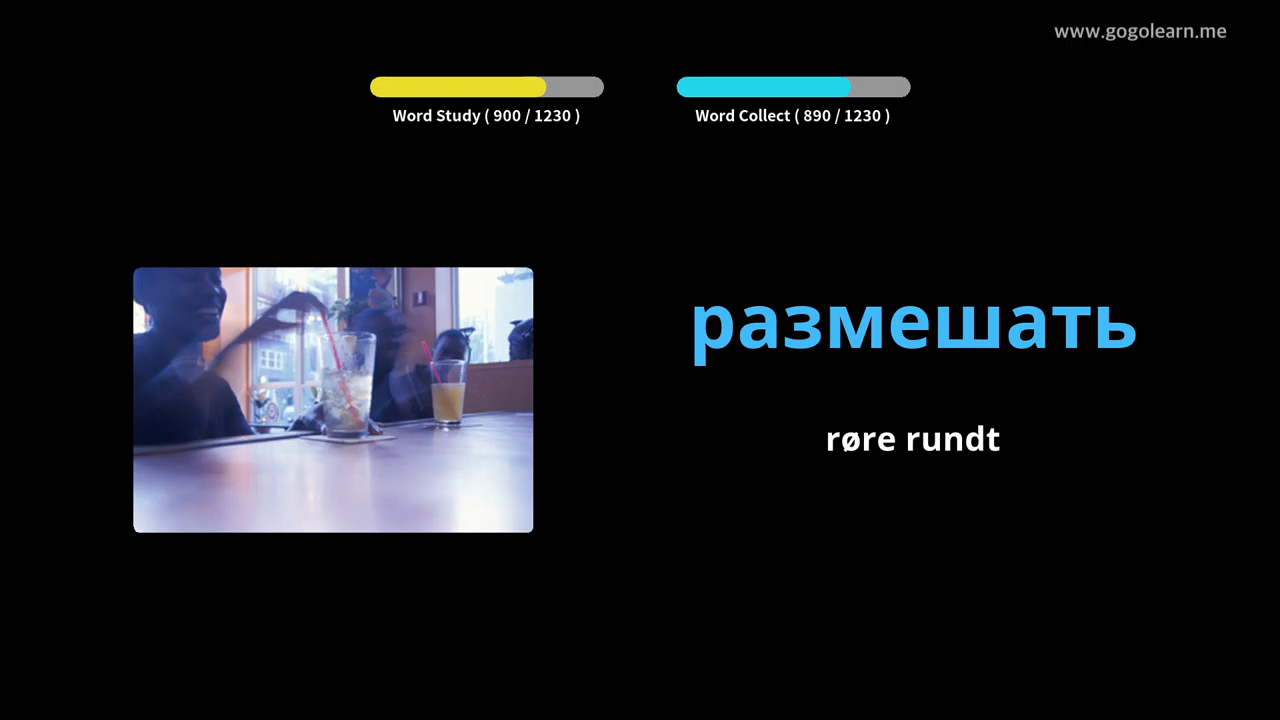 www.gogolearn.me
Word Study ( 900 / 1230 )
Word Collect ( 890 / 1230 )
размешать
røre rundt